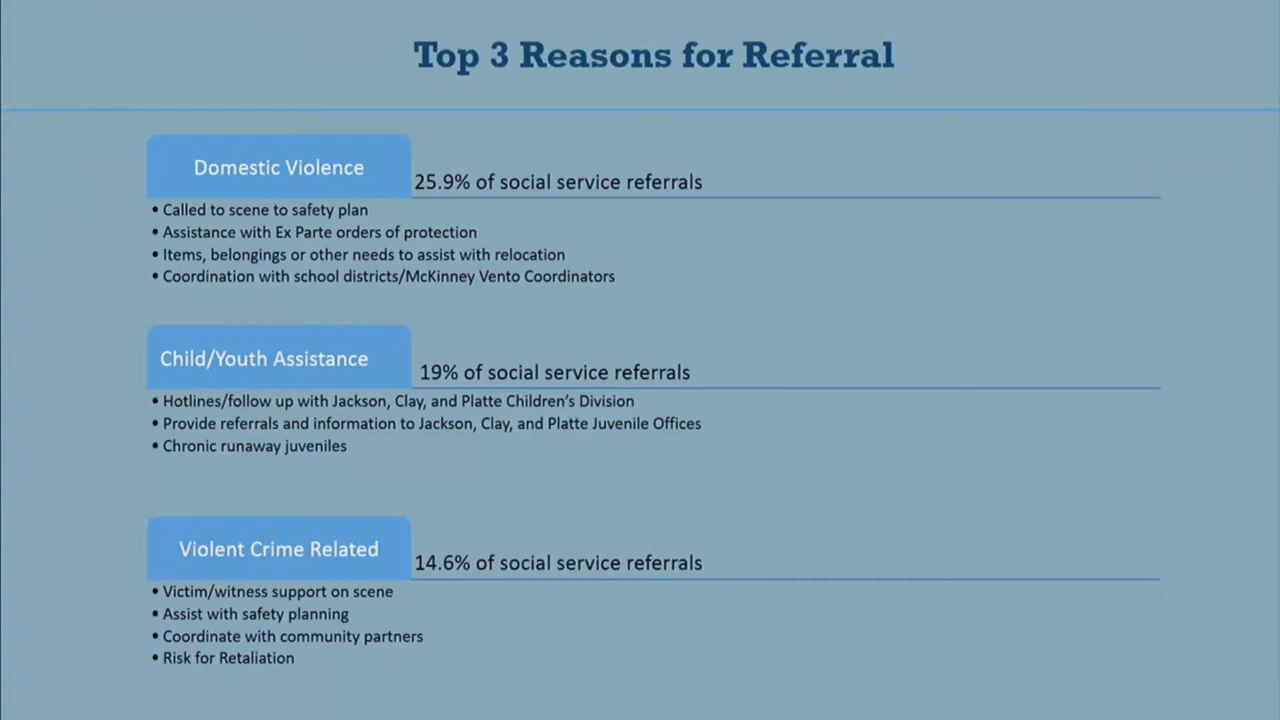 Top 3 Reasons for Referral
Domestic Violence
25.9% of social service referrals
• Called to scene to safety plan
• Assistance with Ex Parte orders of protection
• Items, belongings or other needs to assist with relocation
• Coordination with school districts/McKinney Vento Coordinators
Child/Youth Assistance
19% of social service referrals
• Hotlines/follow up with Jackson, Clay, and Platte Children’s Division
• Provide referrals and information to Jackson, Clay, and Platte Juvenile Offices
• Chronic runaway juveniles
Violent Crime Related
14.6% of social service referrals
• Victim/witness support on scene
• Assist with safety planning
• Coordinate with community partners
• Risk for Retaliation